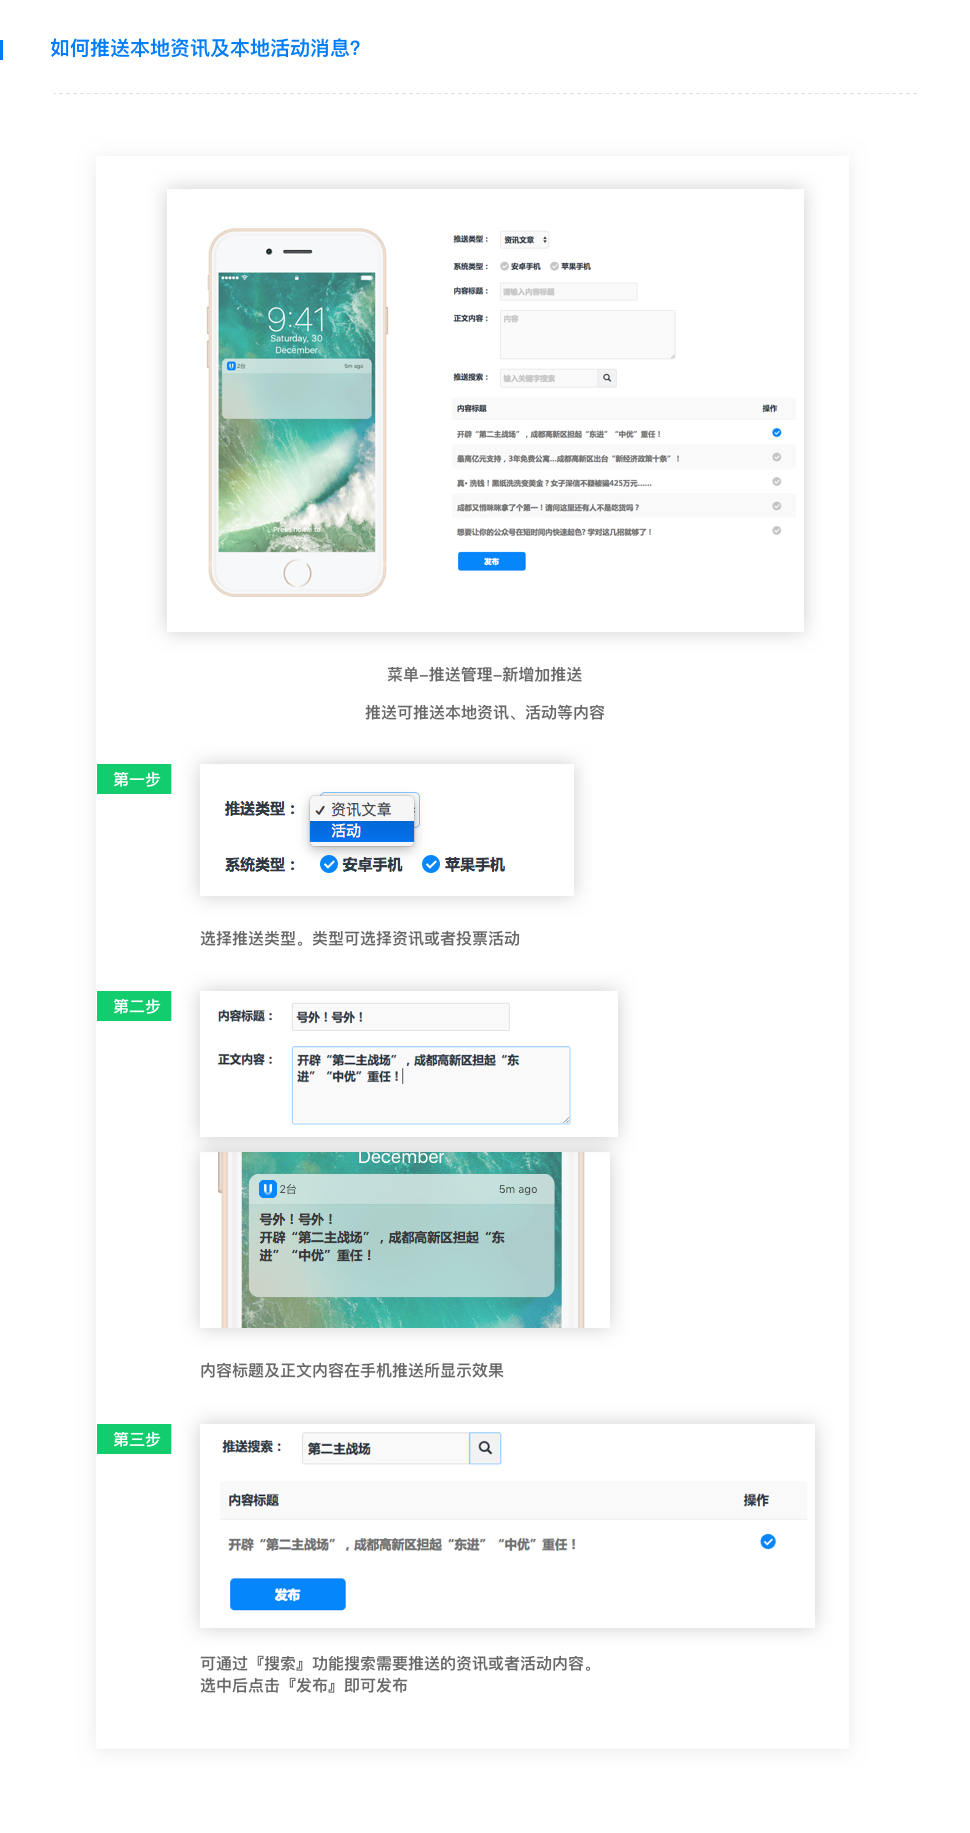 如何推送本地资讯及本地活动消息?
推送类型： 资讯文章
系统类型： 安卓手机 苹果手机
内容标题： 请输入内容标题
正文内容： 内容
推送搜索： 输入关键字搜索
内容标题 操作
开辟“第二主战场”，成都高新区担起“东进”“中优”重任！
最高亿元支持，3年免费公寓...成都高新区出台“新经济政策十条”！
真• 洗钱！黑纸洗洗变美金？女子深信不疑被骗425万元......
成都又悄咪咪拿了个第一！请问这里还有人不是吃货吗？
想要让你的公众号在短时间内快速起色? 学对这几招就够了！
发布
9:41
Saturday, 30
December
2台 5m ago
Press home to
菜单–推送管理–新增加推送
推送可推送本地资讯、活动等内容
第一步
推送类型： ✓ 资讯文章
活动
系统类型： 安卓手机 苹果手机
选择推送类型。类型可选择资讯或者投票活动
第二步
内容标题： 号外！号外！
正文内容： 开辟“第二主战场”，成都高新区担起“东
进”“中优”重任！
December
2台 5m ago
号外！号外！
开辟“第二主战场”，成都高新区担起“东
进”“中优”重任！
内容标题及正文内容在手机推送所显示效果
第三步
推送搜索： 第二主战场
内容标题 操作
开辟“第二主战场”，成都高新区担起“东进”“中优”重任！
发布
可通过『搜索』功能搜索需要推送的资讯或者活动内容。
选中后点击『发布』即可发布